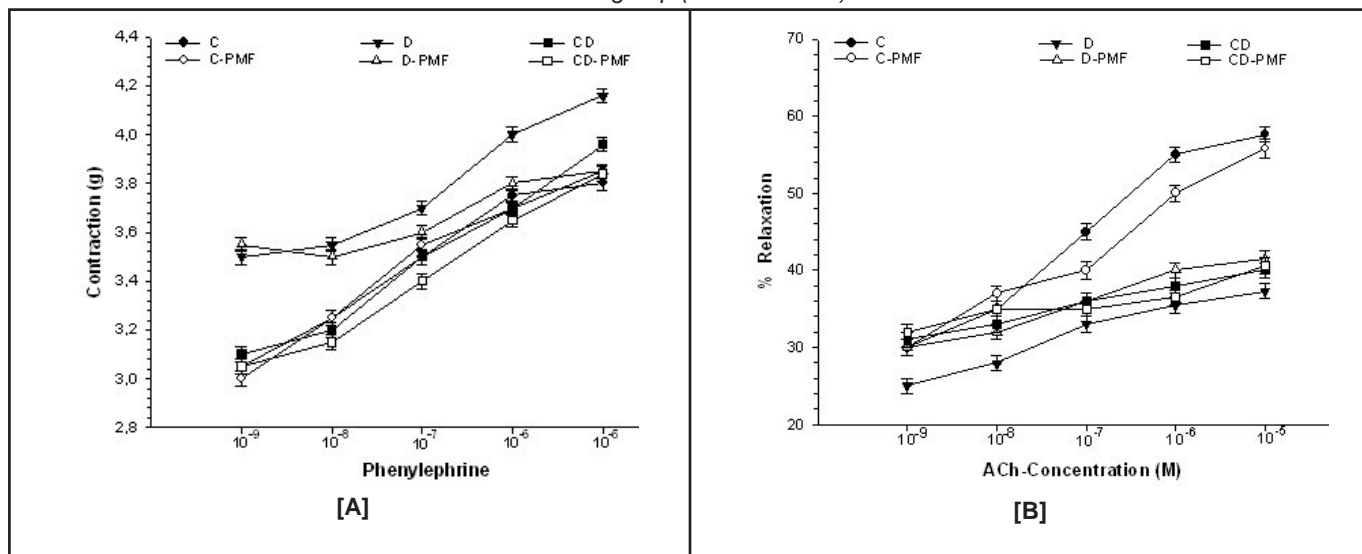 group (
C D CD
C-PMF D-PMF CD-PMF
4,4
4,2
4,0
3,8
3,6
3,4
3,2
3,0
2,8
Contraction (g)
10⁻⁹ 10⁻⁸ 10⁻⁷ 10⁻⁶ 10⁻⁵
Phenylephrine
[A]
C D CD
C-PMF D-PMF CD-PMF
70
60
50
40
30
20
% Relaxation
10⁻⁹ 10⁻⁸ 10⁻⁷ 10⁻⁶ 10⁻⁵
ACh-Concentration (M)
[B]